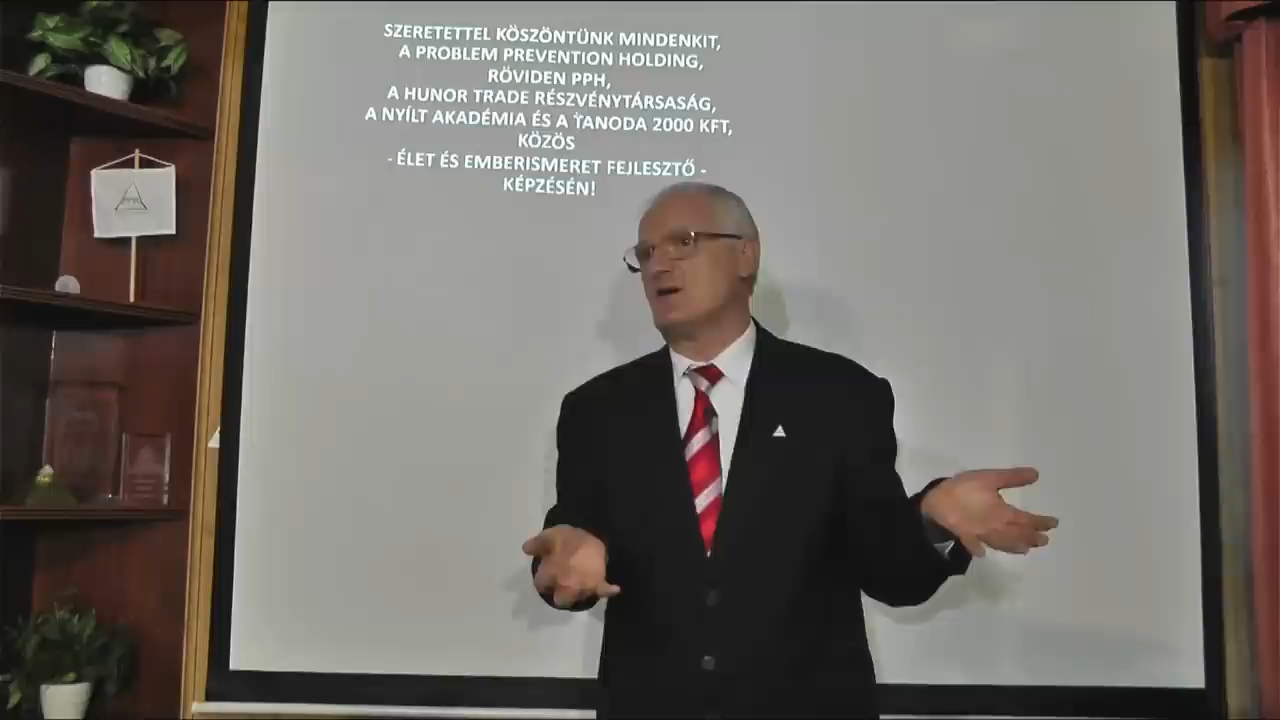 SZERETETTEL KÖSZÖNTÜNK MINDENKIT,
A PROBLEM PREVENTION HOLDING,
RÖVIDEN PPH,
A HUNOR TRADE RÉSZVÉNYTÁRSASÁG,
A NYÍLT AKADÉMIA ÉS A TANODA 2000 KFT,
KÖZÖS
- ÉLET ÉS EMBERISMERET FEJLESZTŐ -
KÉPZÉSÉN!